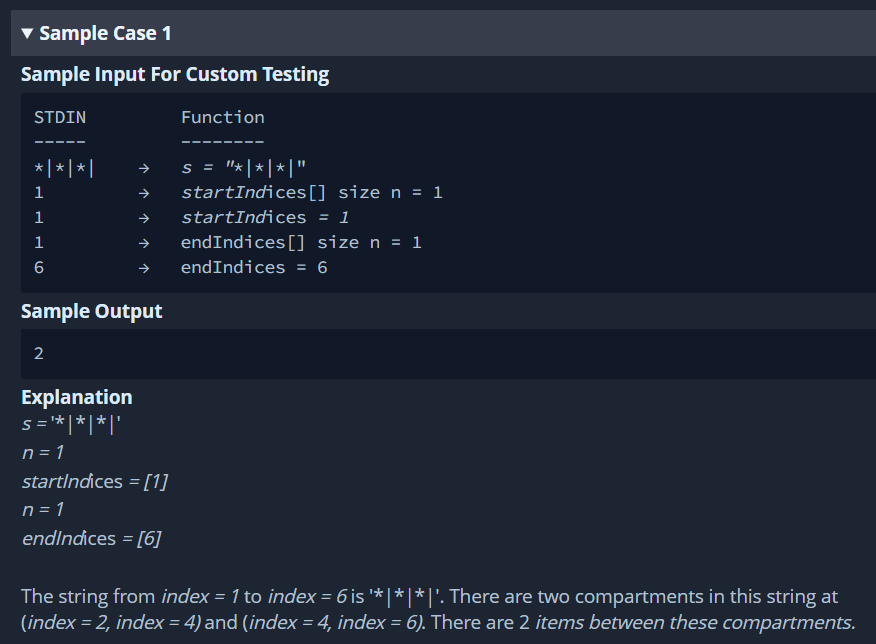 ▼ Sample Case 1
Sample Input For Custom Testing
STDIN Function
----- --------
*|*|*| → s = "*|*|*|"
1 → startIndices[] size n = 1
1 → startIndices = 1
1 → endIndices[] size n = 1
6 → endIndices = 6
Sample Output
2
Explanation
s = '*|*|*|'
n = 1
startIndices = [1]
n = 1
endIndices = [6]
The string from index = 1 to index = 6 is '*|*|*|'. There are two compartments in this string at
(index = 2, index = 4) and (index = 4, index = 6). There are 2 items between these compartments.